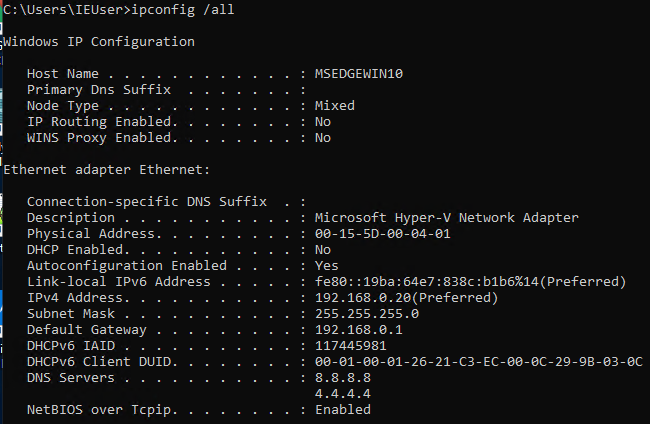 C:\Users\IEUser>ipconfig /all
Windows IP Configuration
Host Name . . . . . . . . . . . . : MSEDGEWIN10
Primary Dns Suffix  . . . . . . . :
Node Type . . . . . . . . . . . . : Mixed
IP Routing Enabled. . . . . . . . : No
WINS Proxy Enabled. . . . . . . . : No
Ethernet adapter Ethernet:
Connection-specific DNS Suffix  . :
Description . . . . . . . . . . . : Microsoft Hyper-V Network Adapter
Physical Address. . . . . . . . . : 00-15-5D-00-04-01
DHCP Enabled. . . . . . . . . . . : No
Autoconfiguration Enabled . . . . : Yes
Link-local IPv6 Address . . . . . : fe80::19ba:64e7:838c:b1b6%14(Preferred)
IPv4 Address. . . . . . . . . . . : 192.168.0.20(Preferred)
Subnet Mask . . . . . . . . . . . : 255.255.255.0
Default Gateway . . . . . . . . . : 192.168.0.1
DHCPv6 IAID . . . . . . . . . . . : 117445981
DHCPv6 Client DUID. . . . . . . . : 00-01-00-01-26-21-C3-EC-00-0C-29-9B-03-0C
DNS Servers . . . . . . . . . . . : 8.8.8.8
4.4.4.4
NetBIOS over Tcpip. . . . . . . . : Enabled